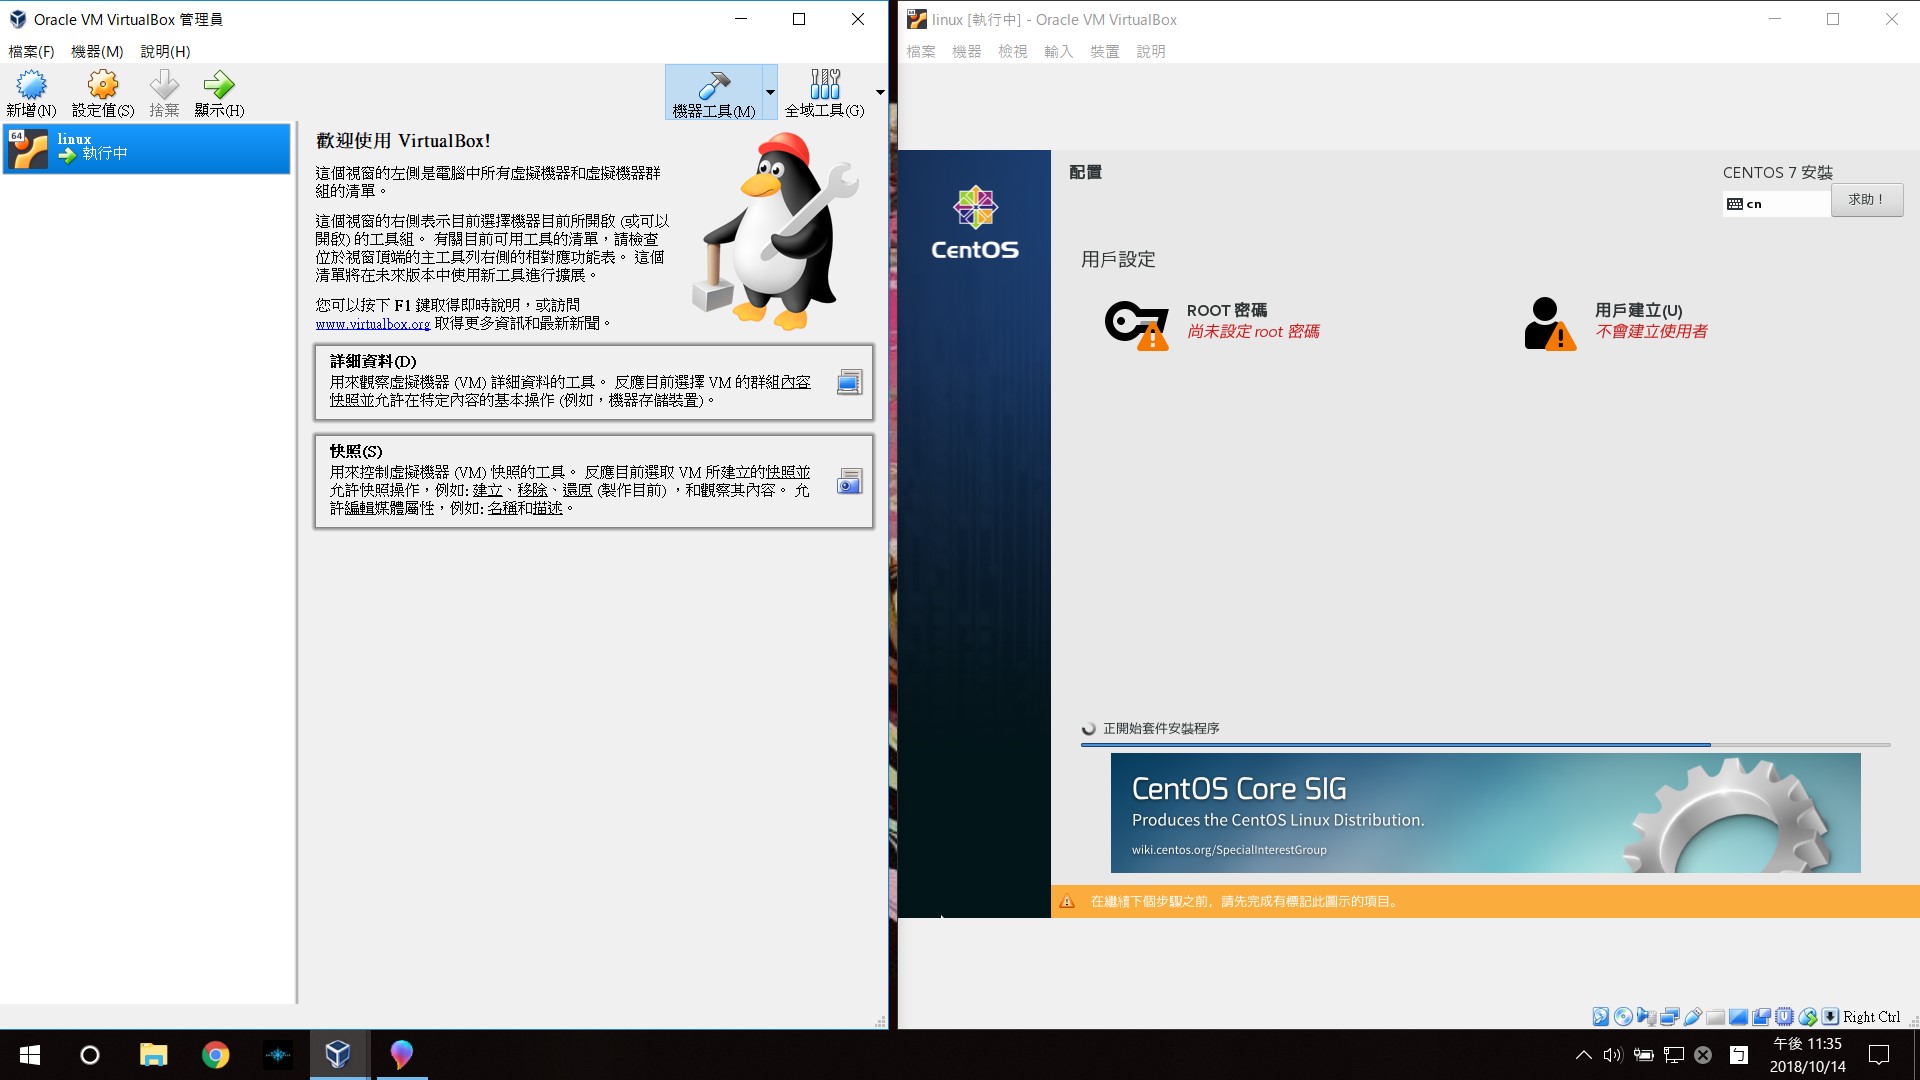 Oracle VM VirtualBox 管理員
檔案(F) 機器(M) 說明(H)
新增(N) 設定值(S) 捨棄 顯示(H) 機器工具(M) 全域工具(G)
64
linux
執行中
歡迎使用 VirtualBox!
這個視窗的左側是電腦中所有虛擬機器和虛擬機器群
組的清單。
這個視窗的右側表示目前選擇機器目前所開啟 (或可以
開啟) 的工具組。 有關目前可用工具的清單，請檢查
位於視窗頂端的主工具列右側的相對應功能表。 這個
清單將在未來版本中使用新工具進行擴展。
您可以按下 F1 鍵取得即時說明，或訪問
www.virtualbox.org 取得更多資訊和最新新聞。
詳細資料(D)
用來觀察虛擬機器 (VM) 詳細資料的工具。 反應目前選擇 VM 的群組內容
快照並允許在特定內容的基本操作 (例如，機器存儲裝置)。
快照(S)
用來控制虛擬機器 (VM) 快照的工具。 反應目前選取 VM 所建立的快照並
允許快照操作，例如: 建立、移除、還原 (製作目前) ，和觀察其內容。 允
許編輯媒體屬性，例如: 名稱和描述。
linux [執行中] - Oracle VM VirtualBox
檔案 機器 檢視 輸入 裝置 說明
CentOS
配置
CENTOS 7 安裝
cn
求助！
用戶設定
ROOT 密碼
尚未設定 root 密碼
用戶建立(U)
不會建立使用者
正開始套件安裝程序
CentOS Core SIG
Produces the CentOS Linux Distribution.
wiki.centos.org/SpecialInterestGroup
在繼續下個步驟之前，請先完成有標記此圖示的項目。
Right Ctrl
午後 11:35
2018/10/14